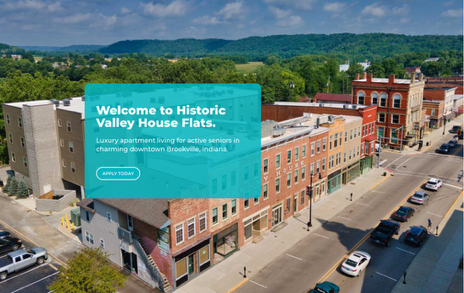 Welcome to Historic
Valley House Flats.
Luxury apartment living for active seniors in
charming downtown Brookville, Indiana.
APPLY TODAY